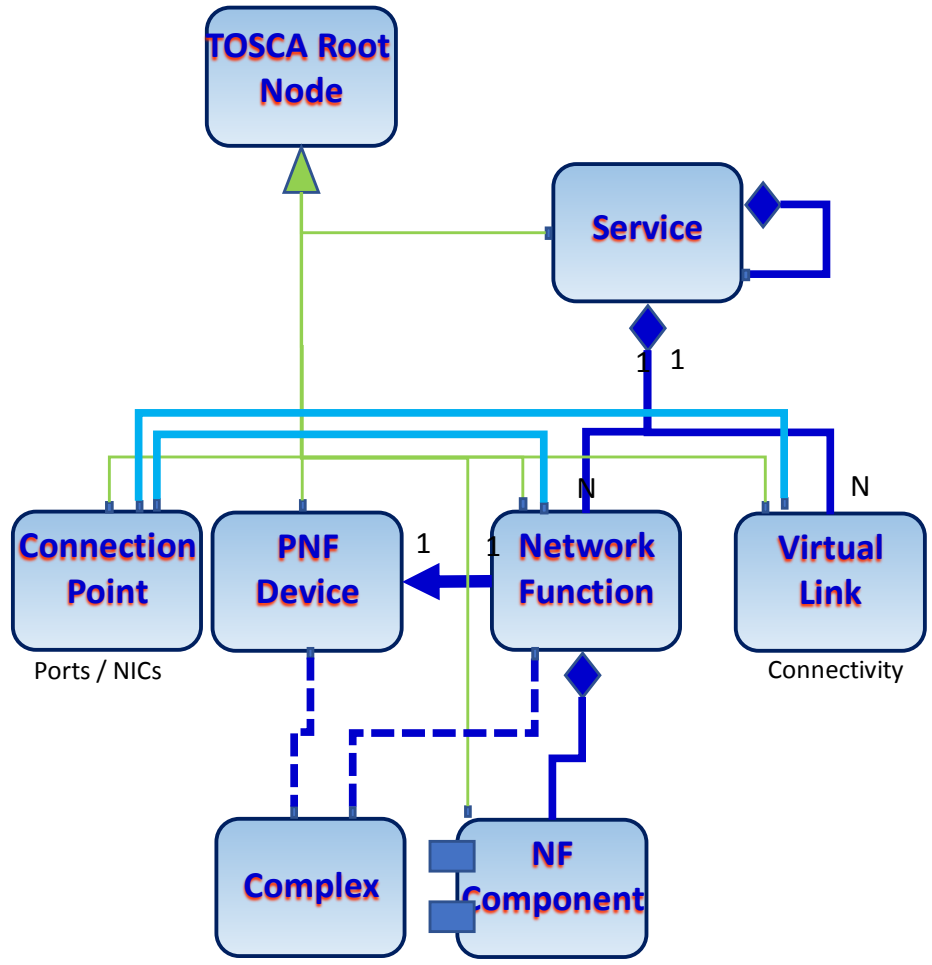 TOSCA Root
Node
Service
1 1
N
N
Connection
Point
PNF
Device
1
1
Network
Function
Virtual
Link
Ports / NICs
Connectivity
Complex
NF
Component